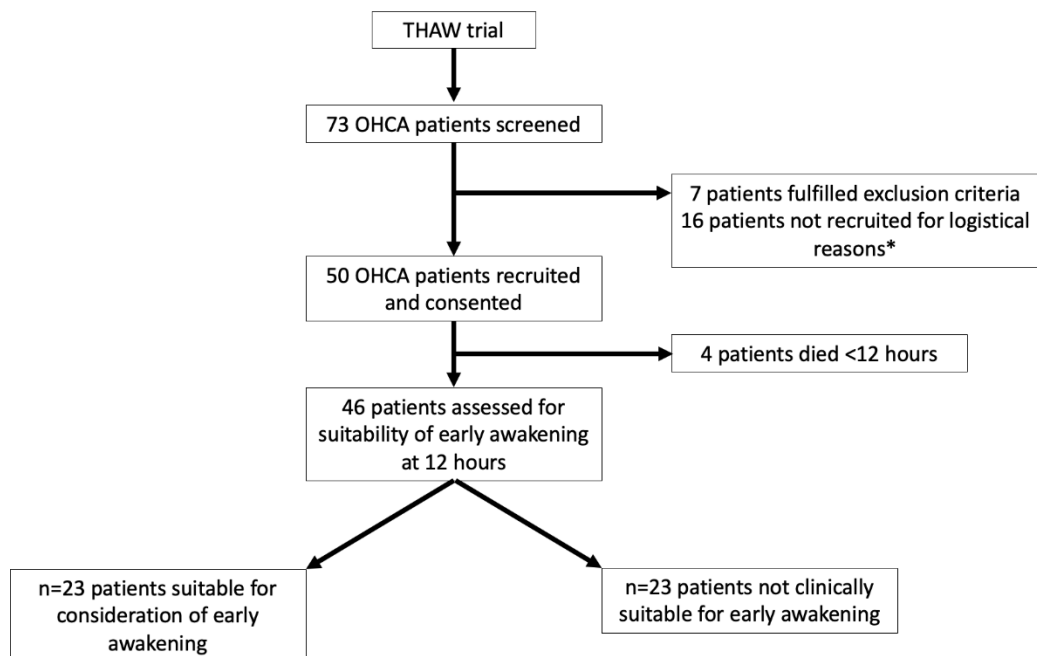 THAW trial
73 OHCA patients screened
7 patients fulfilled exclusion criteria
16 patients not recruited for logistical
reasons*
50 OHCA patients recruited
and consented
4 patients died <12 hours
46 patients assessed for
suitability of early awakening
at 12 hours
n=23 patients suitable for
consideration of early
awakening
n=23 patients not clinically
suitable for early awakening